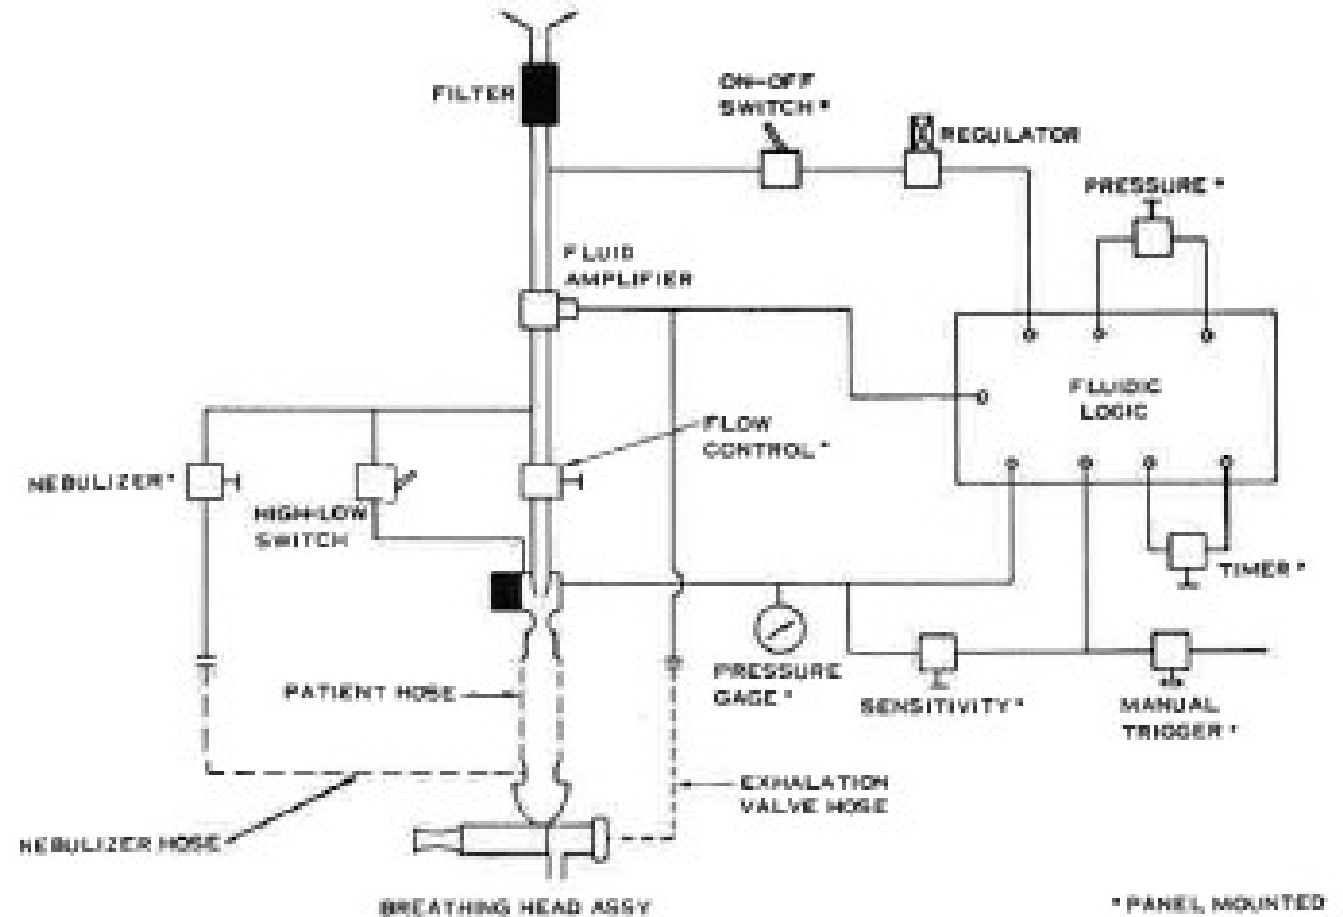 FILTER
ON-OFF
SWITCH*
REGULATOR
PRESSURE*
FLUID
AMPLIFIER
FLUIDIC
LOGIC
FLOW
CONTROL*
NEBULIZER*
HIGH-LOW
SWITCH
TIMER*
PATIENT HOSE
PRESSURE
GAGE*
SENSITIVITY*
MANUAL
TRIGGER*
EXHALATION
VALVE HOSE
NEBULIZER HOSE
BREATHING HEAD ASSY
*PANEL MOUNTED